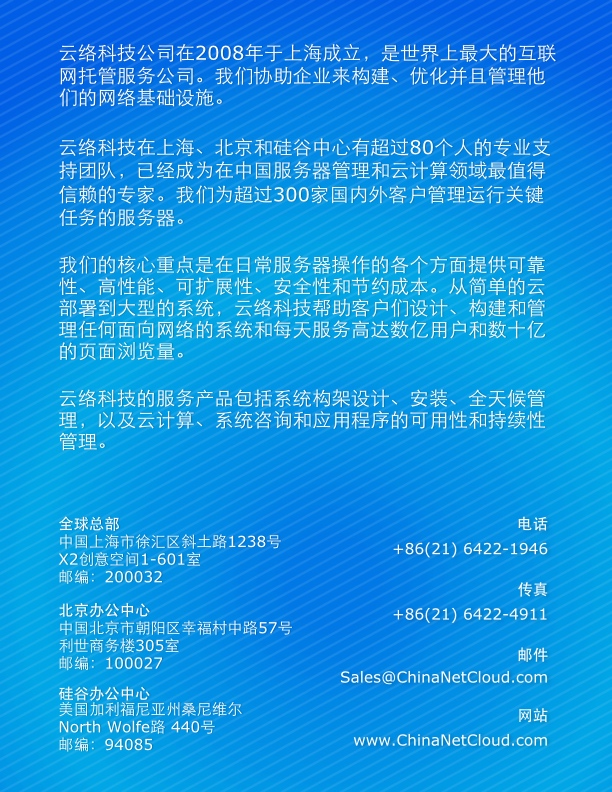 云络科技公司在2008年于上海成立，是世界上最大的互联
网托管服务公司。我们协助企业来构建、优化并且管理他
们的网络基础设施。
云络科技在上海、北京和硅谷中心有超过80个人的专业支
持团队，已经成为在中国服务器管理和云计算领域最值得
信赖的专家。我们为超过300家国内外客户管理运行关键
任务的服务器。
我们的核心重点是在日常服务器操作的各个方面提供可靠
性、高性能、可扩展性、安全性和节约成本。从简单的云
部署到大型的系统，云络科技帮助客户们设计、构建和管
理任何面向网络的系统和每天服务高达数亿用户和数十亿
的页面浏览量。
云络科技的服务产品包括系统构架设计、安装、全天候管
理，以及云计算、系统咨询和应用程序的可用性和持续性
管理。
全球总部
中国上海市徐汇区斜土路1238号
X2创意空间1-601室
邮编：200032
北京办公中心
中国北京市朝阳区幸福村中路57号
利世商务楼305室
邮编：100027
硅谷办公中心
美国加利福尼亚州桑尼维尔
North Wolfe路 440号
邮编：94085
电话
+86(21) 6422-1946
传真
+86(21) 6422-4911
邮件
Sales@ChinaNetCloud.com
网站
www.ChinaNetCloud.com